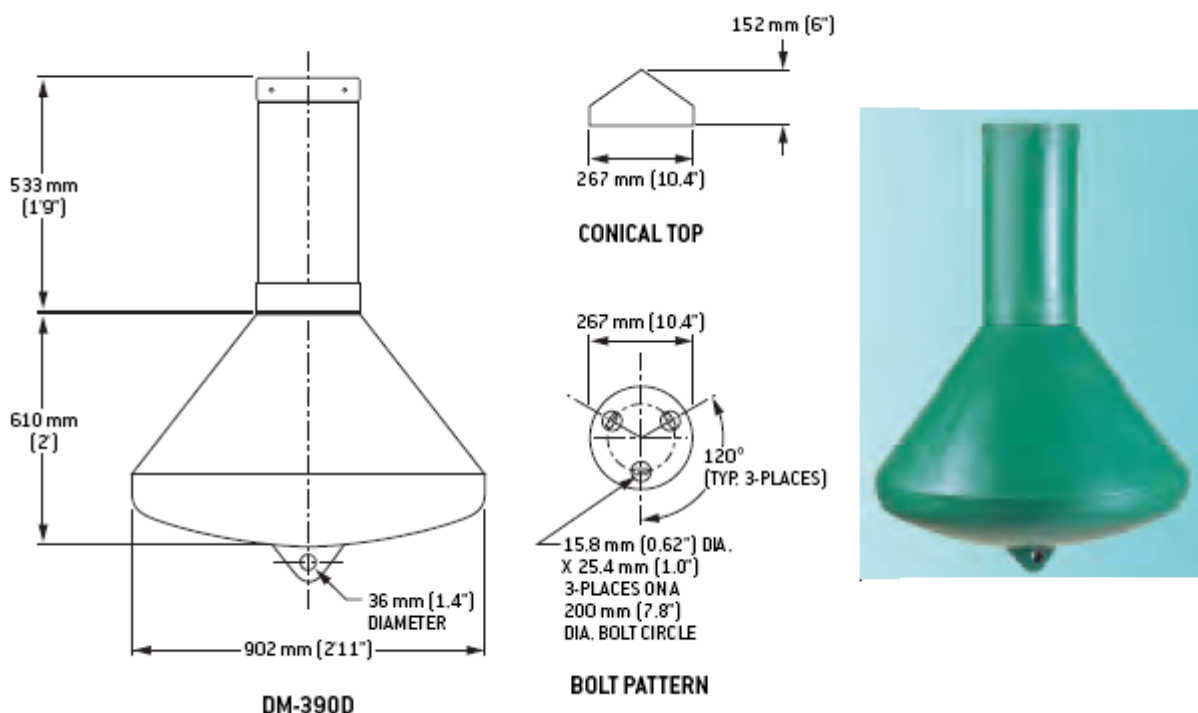 152 mm (6")
533 mm
(1'9")
267 mm (10.4")
CONICAL TOP
267 mm (10.4")
610 mm
(2')
120°
(TYP. 3-PLACES)
15.8 mm (0.62") DIA.
X 25.4 mm (1.0")
3-PLACES ON A
200 mm (7.8")
DIA. BOLT CIRCLE
36 mm (1.4")
DIAMETER
902 mm (2'11")
BOLT PATTERN
DM-390D